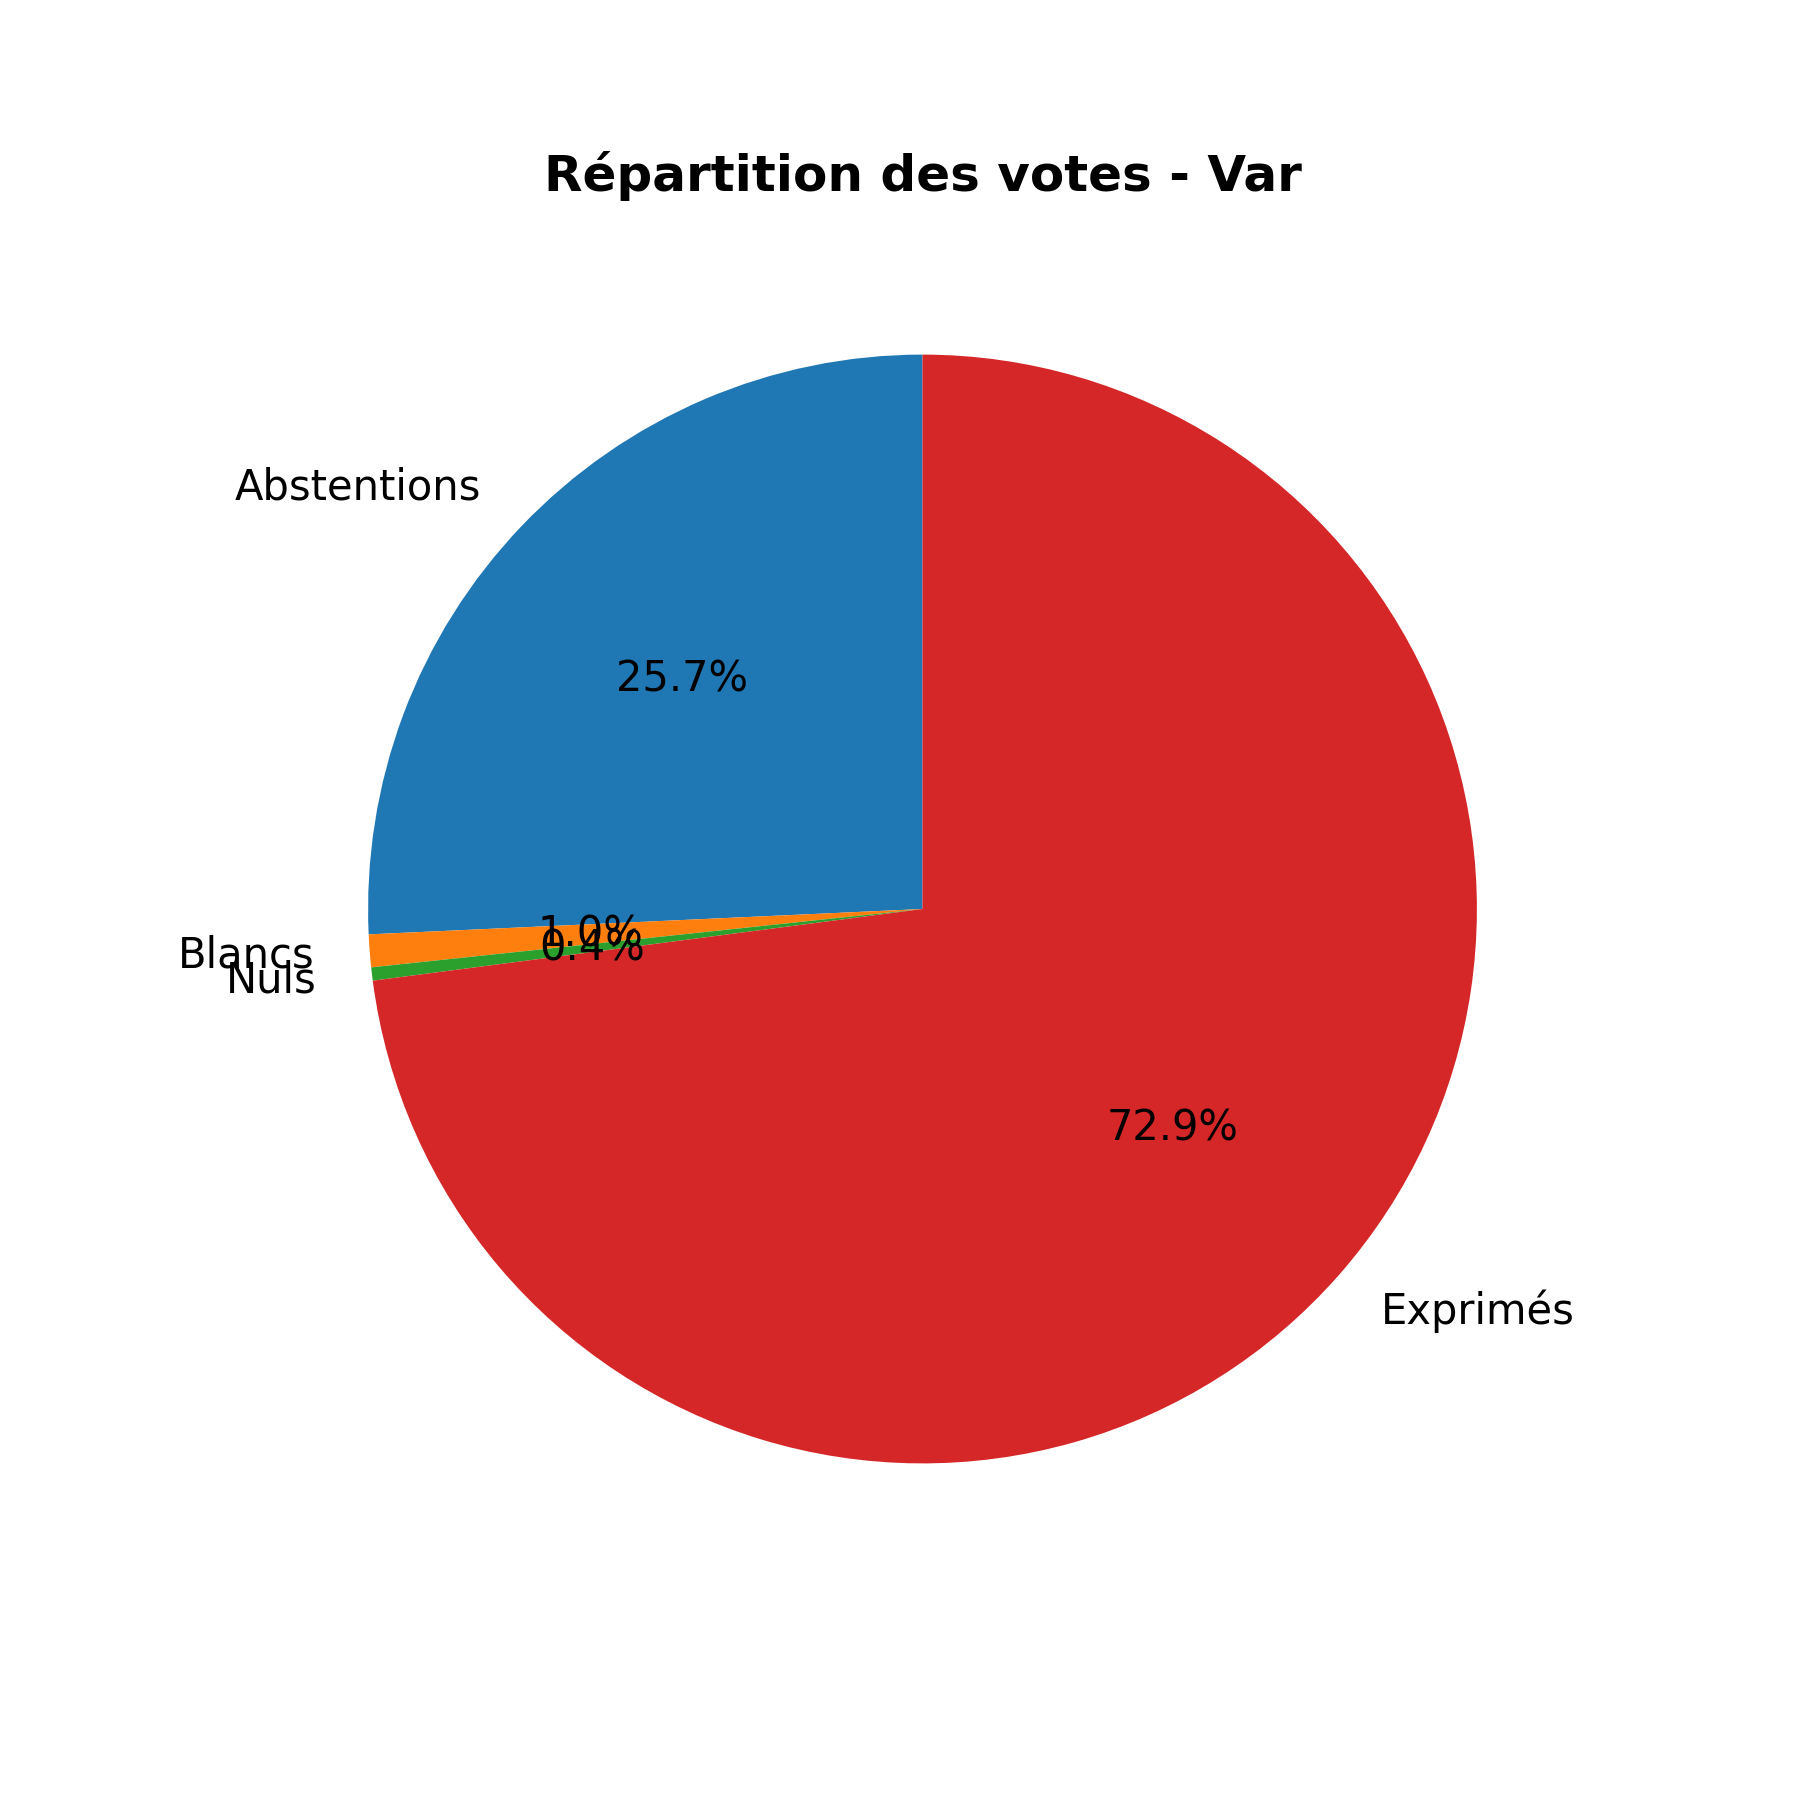 Répartition des votes - Var
Abstentions
25.7%
1.0%
0.4%
Blancs
Nuls
72.9%
Exprimés